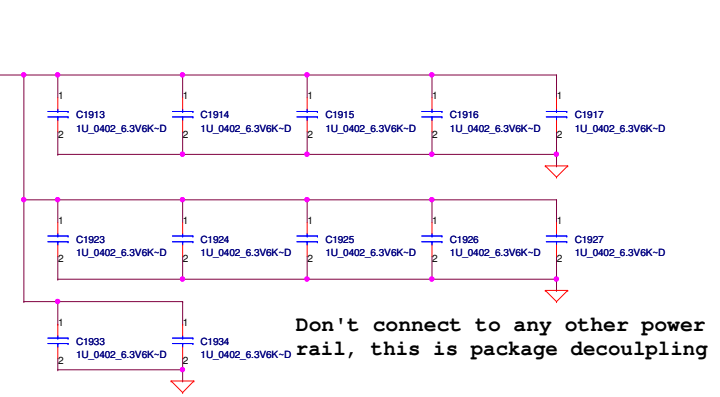 1 1 1 1 1
C1913 C1914 C1915 C1916 C1917
1U_0402_6.3V6K~D 1U_0402_6.3V6K~D 1U_0402_6.3V6K~D 1U_0402_6.3V6K~D 1U_0402_6.3V6K~D
2 2 2 2 2
1 1 1 1 1
C1923 C1924 C1925 C1926 C1927
1U_0402_6.3V6K~D 1U_0402_6.3V6K~D 1U_0402_6.3V6K~D 1U_0402_6.3V6K~D 1U_0402_6.3V6K~D
2 2 2 2 2
1 1
C1933 C1934
1U_0402_6.3V6K~D 1U_0402_6.3V6K~D
2 2
Don't connect to any other power
rail, this is package decoulpling